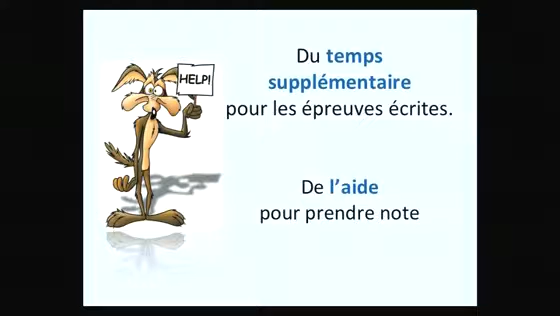 HELP!
Du temps
supplémentaire
pour les épreuves écrites.
De l’aide
pour prendre note